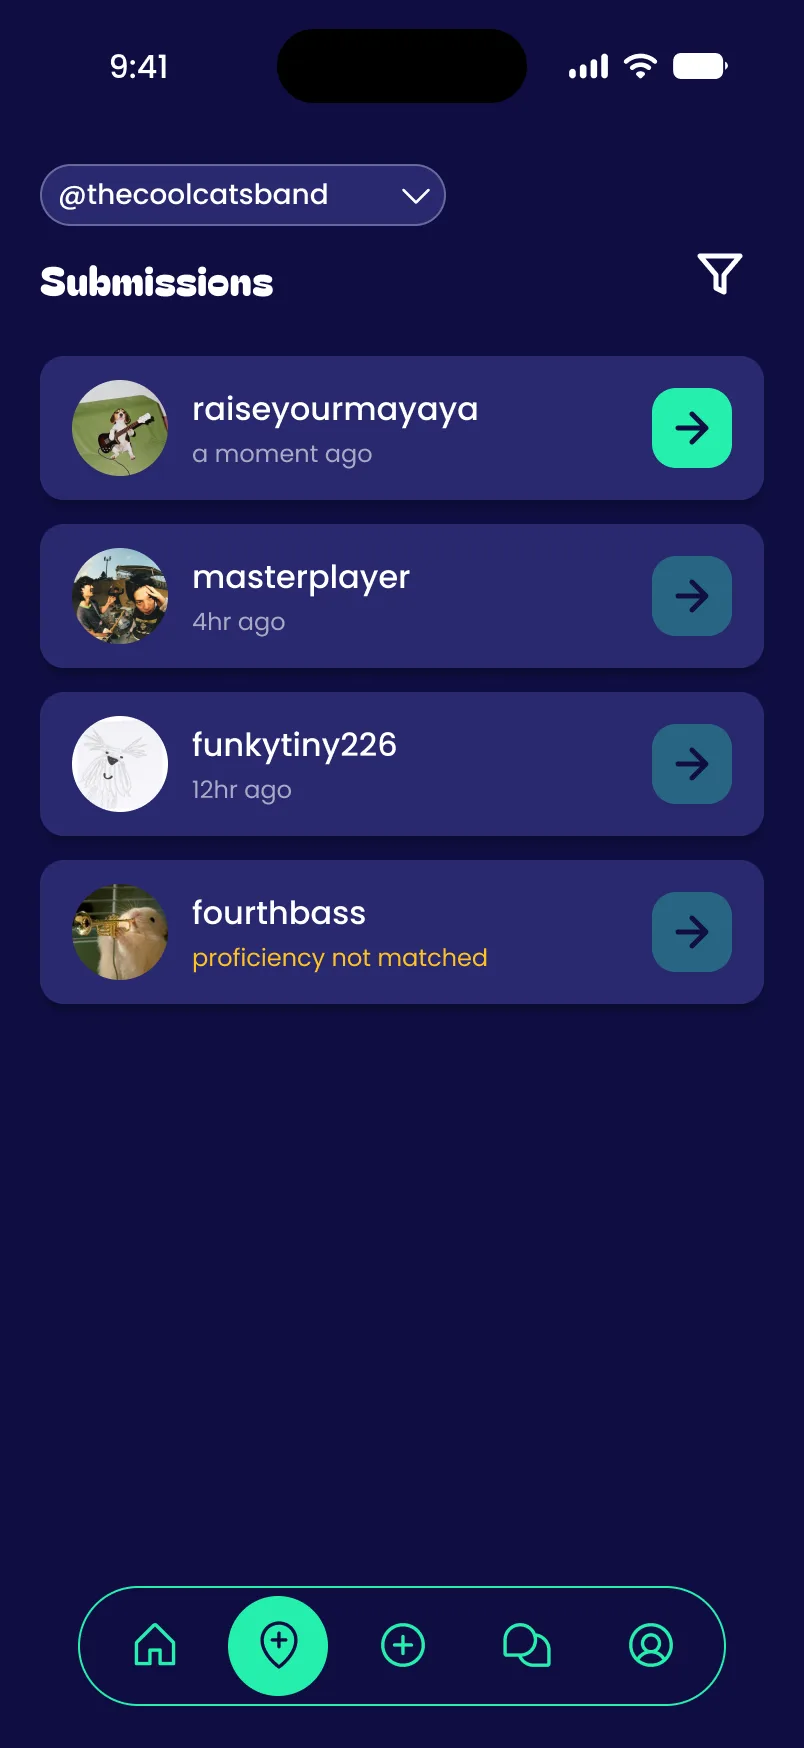 9:41
@thecoolcatsband
Submissions
raiseyourmayaya
a moment ago
masterplayer
4hr ago
funkytiny226
12hr ago
fourthbass
proficiency not matched